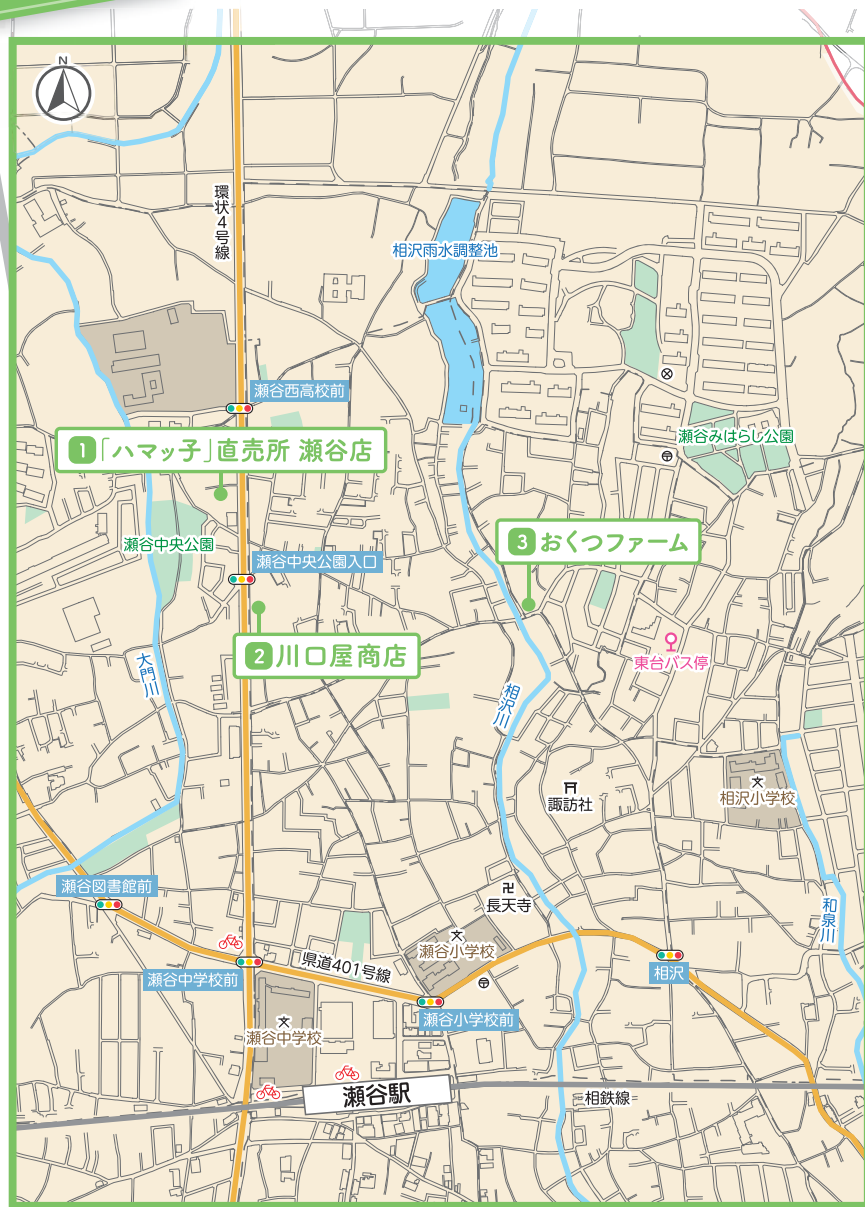 N
環状4号線
相沢雨水調整池
瀬谷西高校前
1「ハマッ子」直売所 瀬谷店
瀬谷みはらし公園
瀬谷中央公園
瀬谷中央公園入口
3 おくつファーム
2 川口屋商店
東台バス停
大門川
相沢川
諏訪社
文
相沢小学校
瀬谷図書館前
卍
長天寺
和泉川
文
瀬谷小学校
県道401号線
瀬谷中学校前
相沢
瀬谷小学校前
文
瀬谷中学校
瀬谷駅
相鉄線